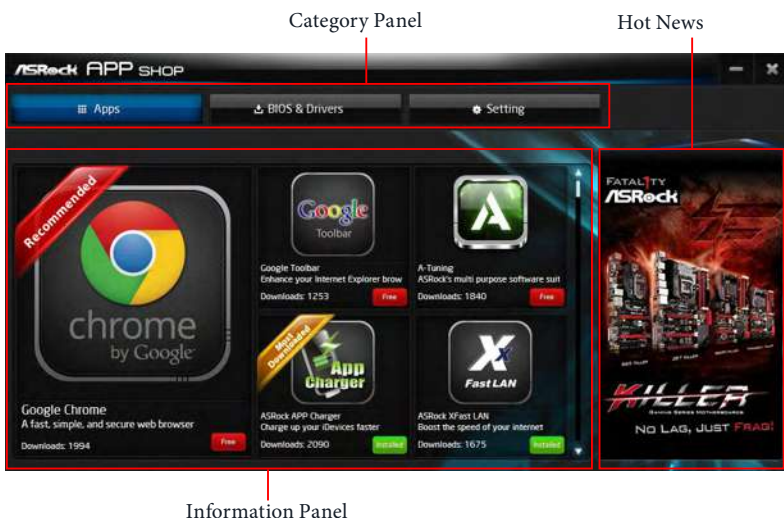 Category Panel
Hot News
ASRock APP SHOP
Apps
BIOS & Drivers
Setting
Recommended
chrome
by Google
Google Chrome
A fast, simple, and secure web browser
Downloads: 1994
Free
Google
Toolbar
Google Toolbar
Enhance your Internet Explorer brow
Downloads: 1253
Free
A-Tuning
ASRock's multi purpose software suit
Downloads: 1840
Free
Most
Downloaded
App
Charger
ASRock APP Charger
Charge up your iDevices faster
Downloads: 2090
Installed
X
Fast LAN
ASRock XFast LAN
Boost the speed of your internet
Downloads: 1675
Installed
FATAL1TY
ASRock
KILLER
GAMING SERIES MOTHERBOARDS
NO LAG, JUST FRAG!
Information Panel